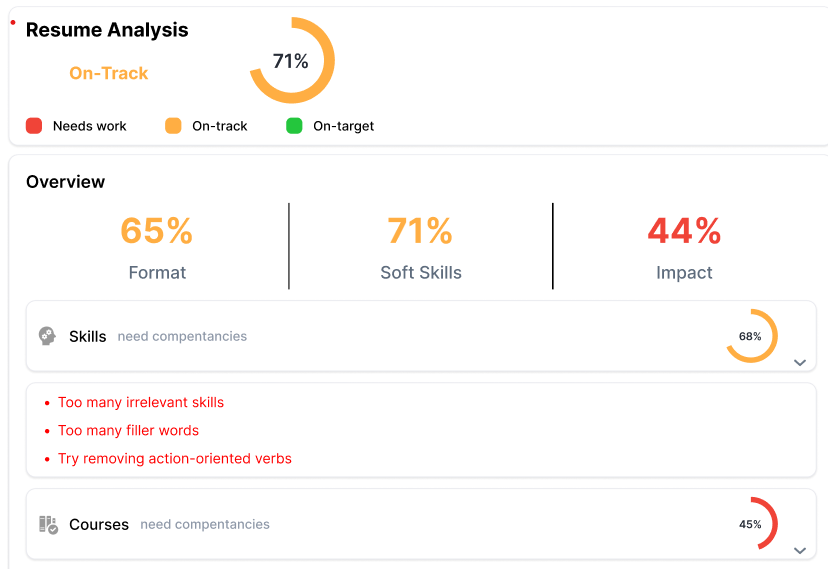 Resume Analysis
On-Track
71%
Needs work
On-track
On-target
Overview
65%
71%
44%
Format
Soft Skills
Impact
Skills need compentancies
68%
Too many irrelevant skills
Too many filler words
Try removing action-oriented verbs
Courses need compentancies
45%